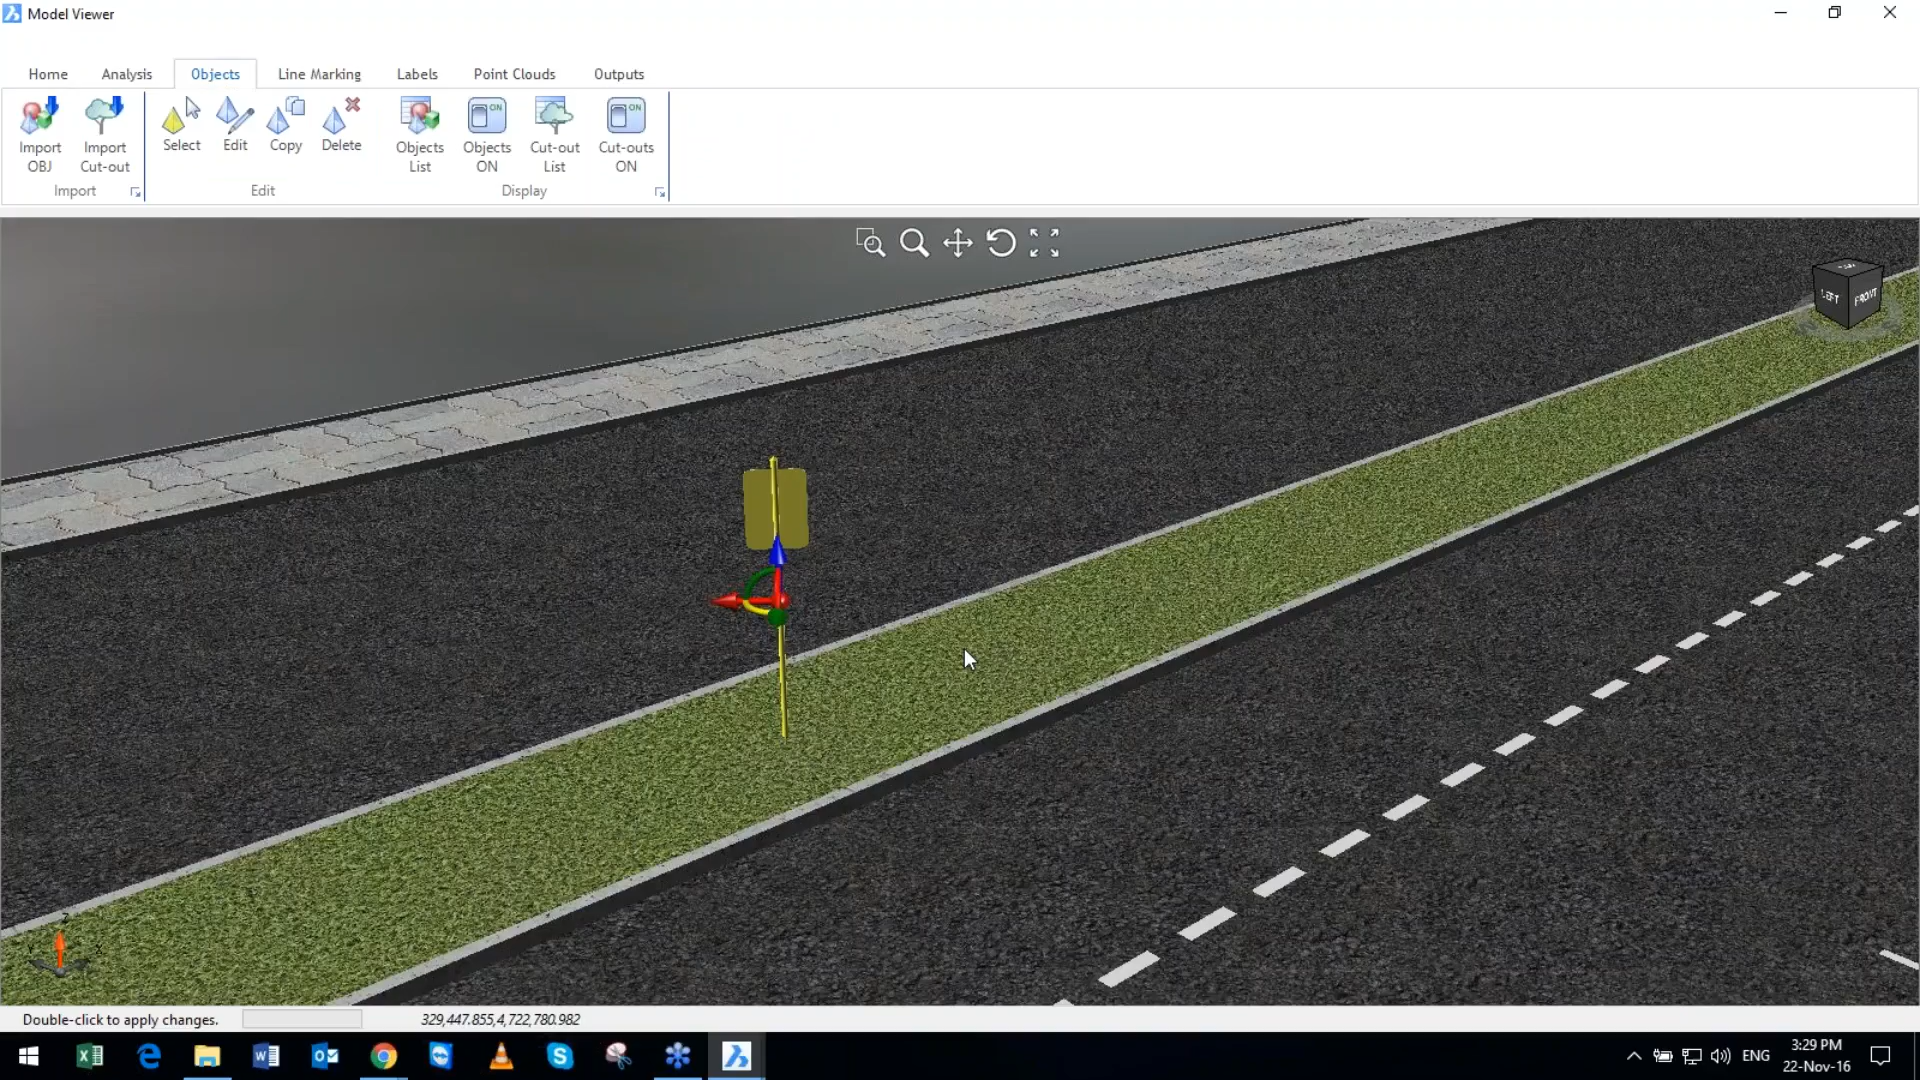 Model Viewer
Home Analysis Objects Line Marking Labels Point Clouds Outputs
Import OBJ
Import Cut-out
Select
Edit
Copy
Delete
Objects List
Objects ON
Cut-out List
Cut-outs ON
ON
ON
Import
Edit
Display
LEFT
FRONT
Z
X
Double-click to apply changes.
329,447.855,4,722,780.982
ENG
3:29 PM
22-Nov-16